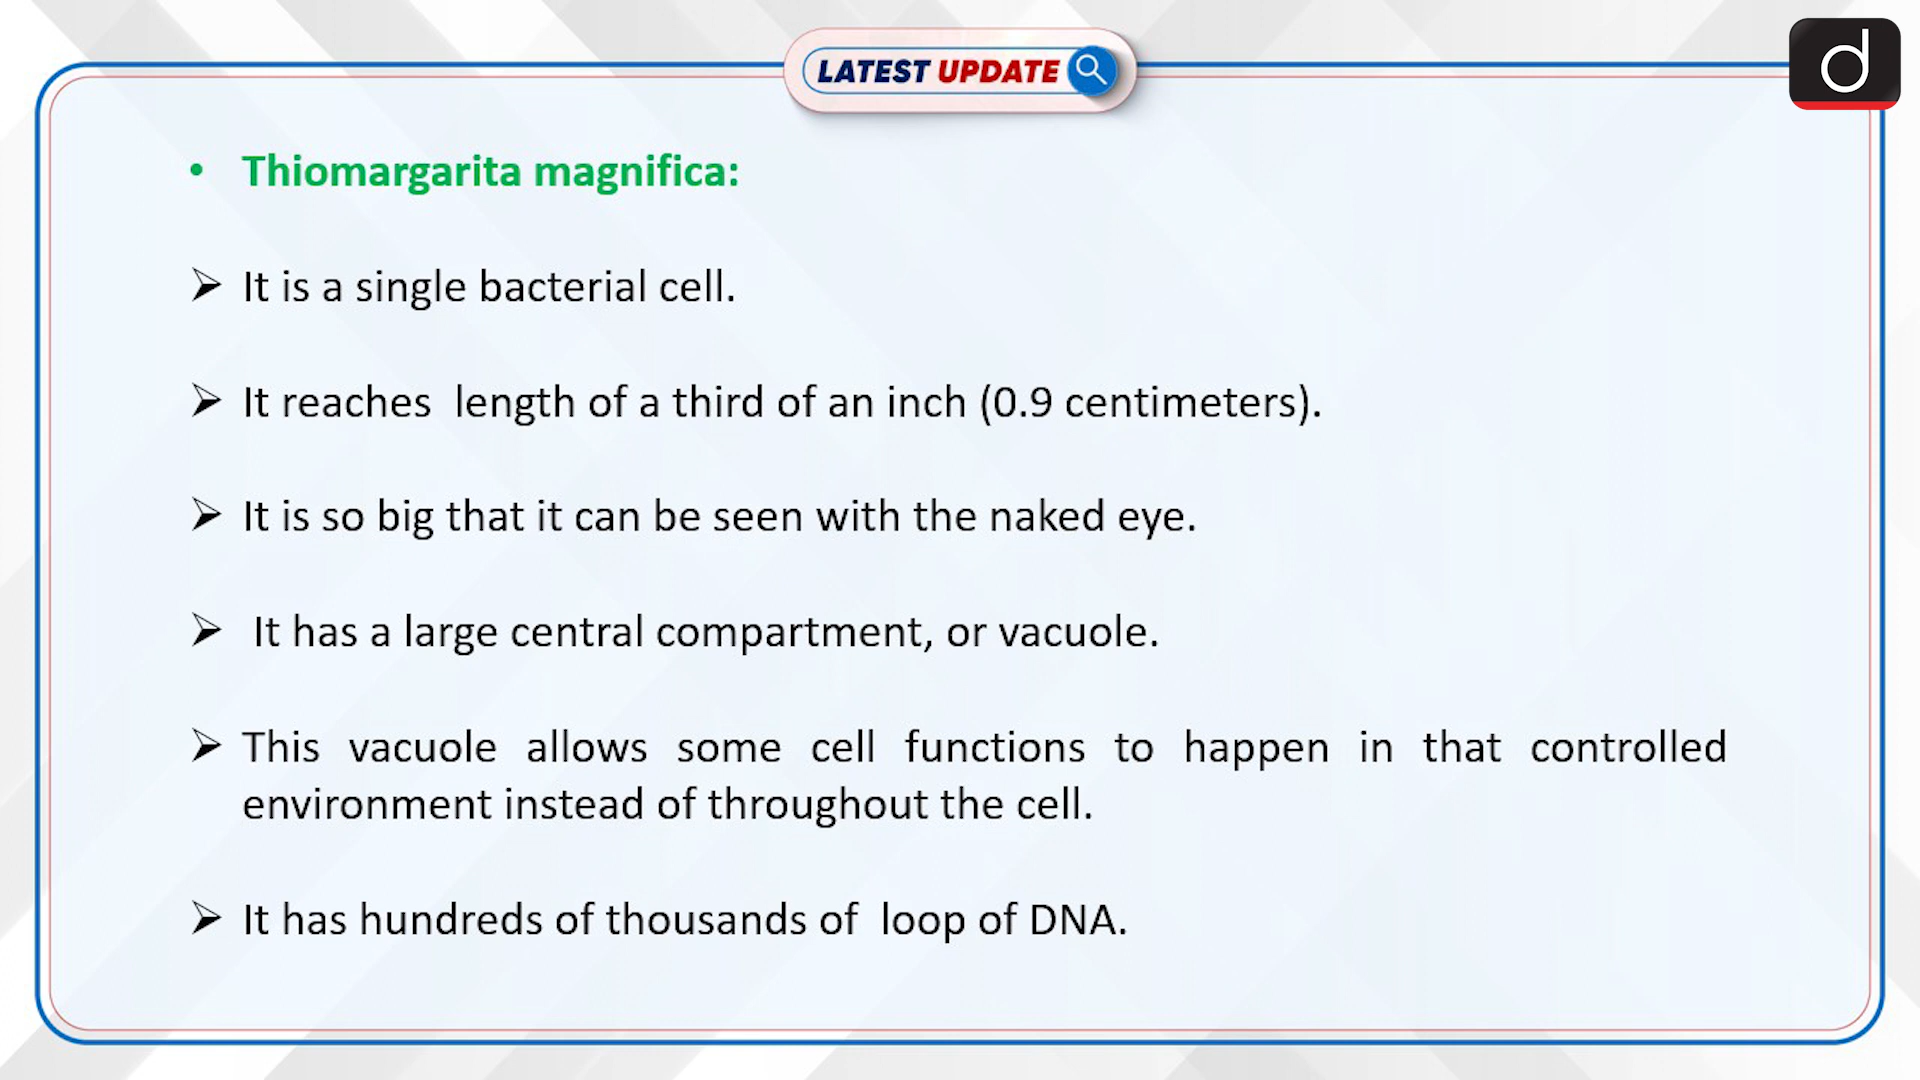 LATEST UPDATE
d
• Thiomargarita magnifica:
➢ It is a single bacterial cell.
➢ It reaches  length of a third of an inch (0.9 centimeters).
➢ It is so big that it can be seen with the naked eye.
➢ It has a large central compartment, or vacuole.
➢ This vacuole allows some cell functions to happen in that controlled
environment instead of throughout the cell.
➢ It has hundreds of thousands of  loop of DNA.